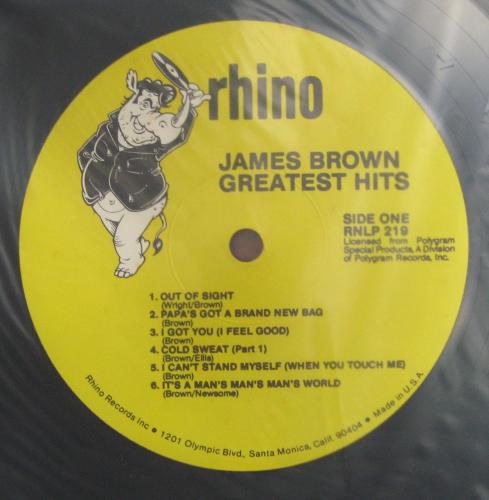 rhino
JAMES BROWN
GREATEST HITS
SIDE ONE
RNLP 219
Licensed from Polygram
Special Products, A Division
of Polygram Records, Inc.
1. OUT OF SIGHT
(Wright/Brown)
2. PAPA'S GOT A BRAND NEW BAG
(Brown)
3. I GOT YOU (I FEEL GOOD)
(Brown)
4. COLD SWEAT (Part 1)
(Brown/Ellis)
5. I CAN'T STAND MYSELF (WHEN YOU TOUCH ME)
(Brown)
6. IT'S A MAN'S MAN'S MAN'S WORLD
(Brown/Newsome)
Rhino Records Inc • 1201 Olympic Blvd., Santa Monica, Calif. 90404 • Made in U.S.A.